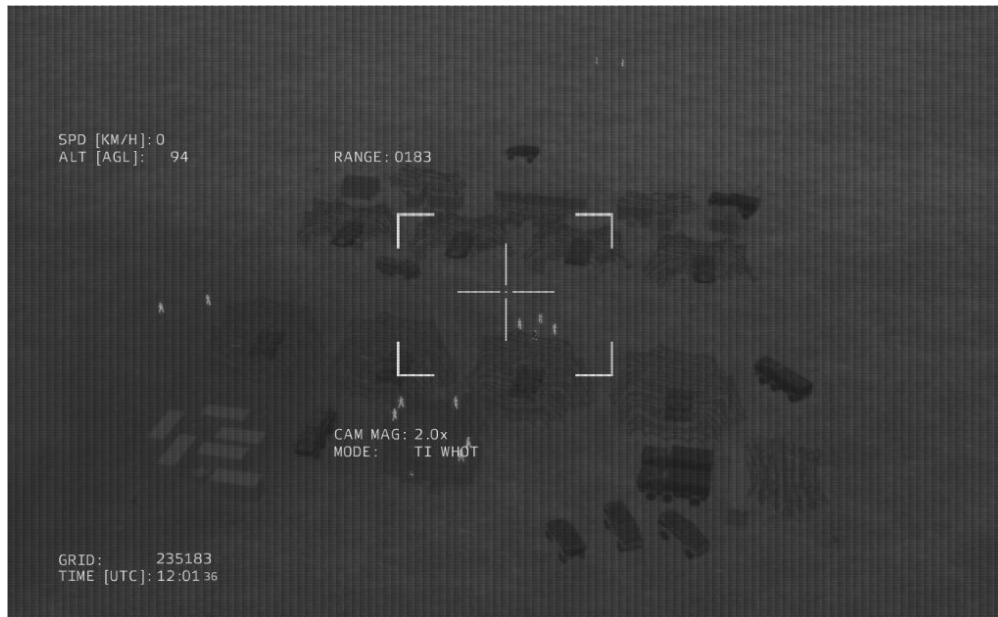 SPD [KM/H]: 0
ALT [AGL]: 94
RANGE: 0183
CAM MAG: 2.0x
MODE: TI WHOT
GRID: 235183
TIME [UTC]: 12:01 36